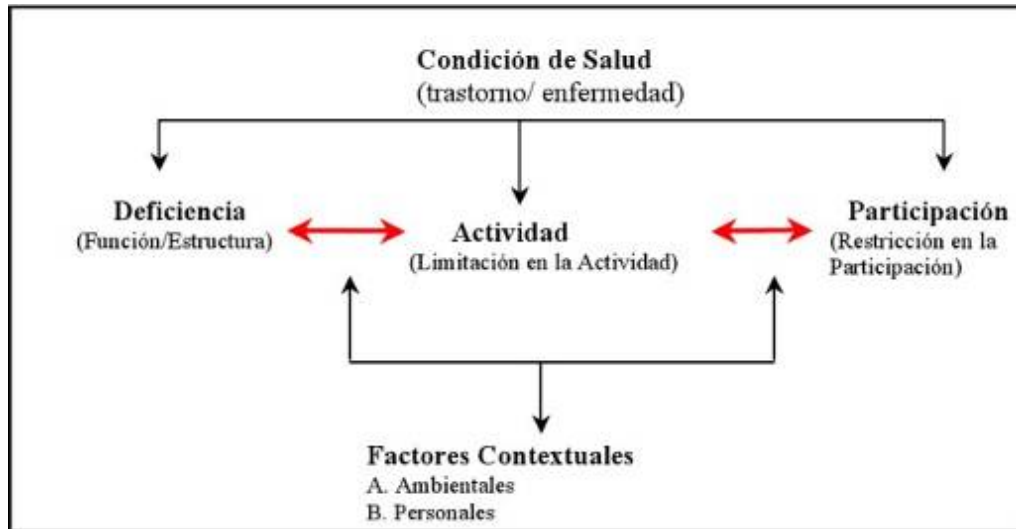 Condición de Salud
(trastorno/ enfermedad)
Deficiencia
(Función/Estructura)
Actividad
(Limitación en la Actividad)
Participación
(Restricción en la
Participación)
Factores Contextuales
A. Ambientales
B. Personales